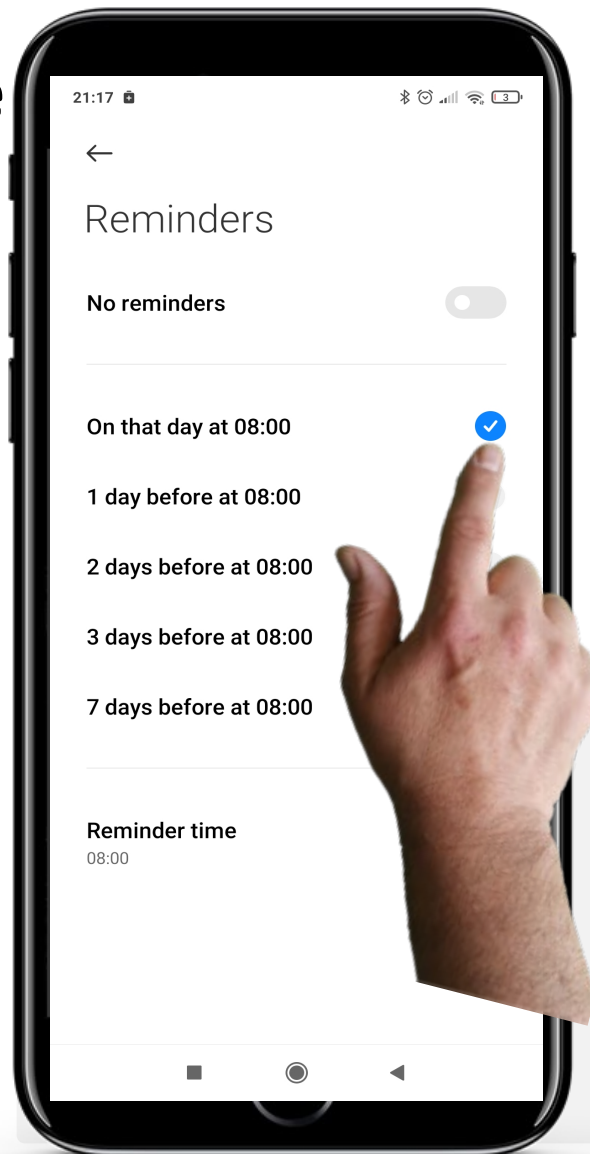 e
21:17
3
Reminders
No reminders
On that day at 08:00
1 day before at 08:00
2 days before at 08:00
3 days before at 08:00
7 days before at 08:00
Reminder time
08:00